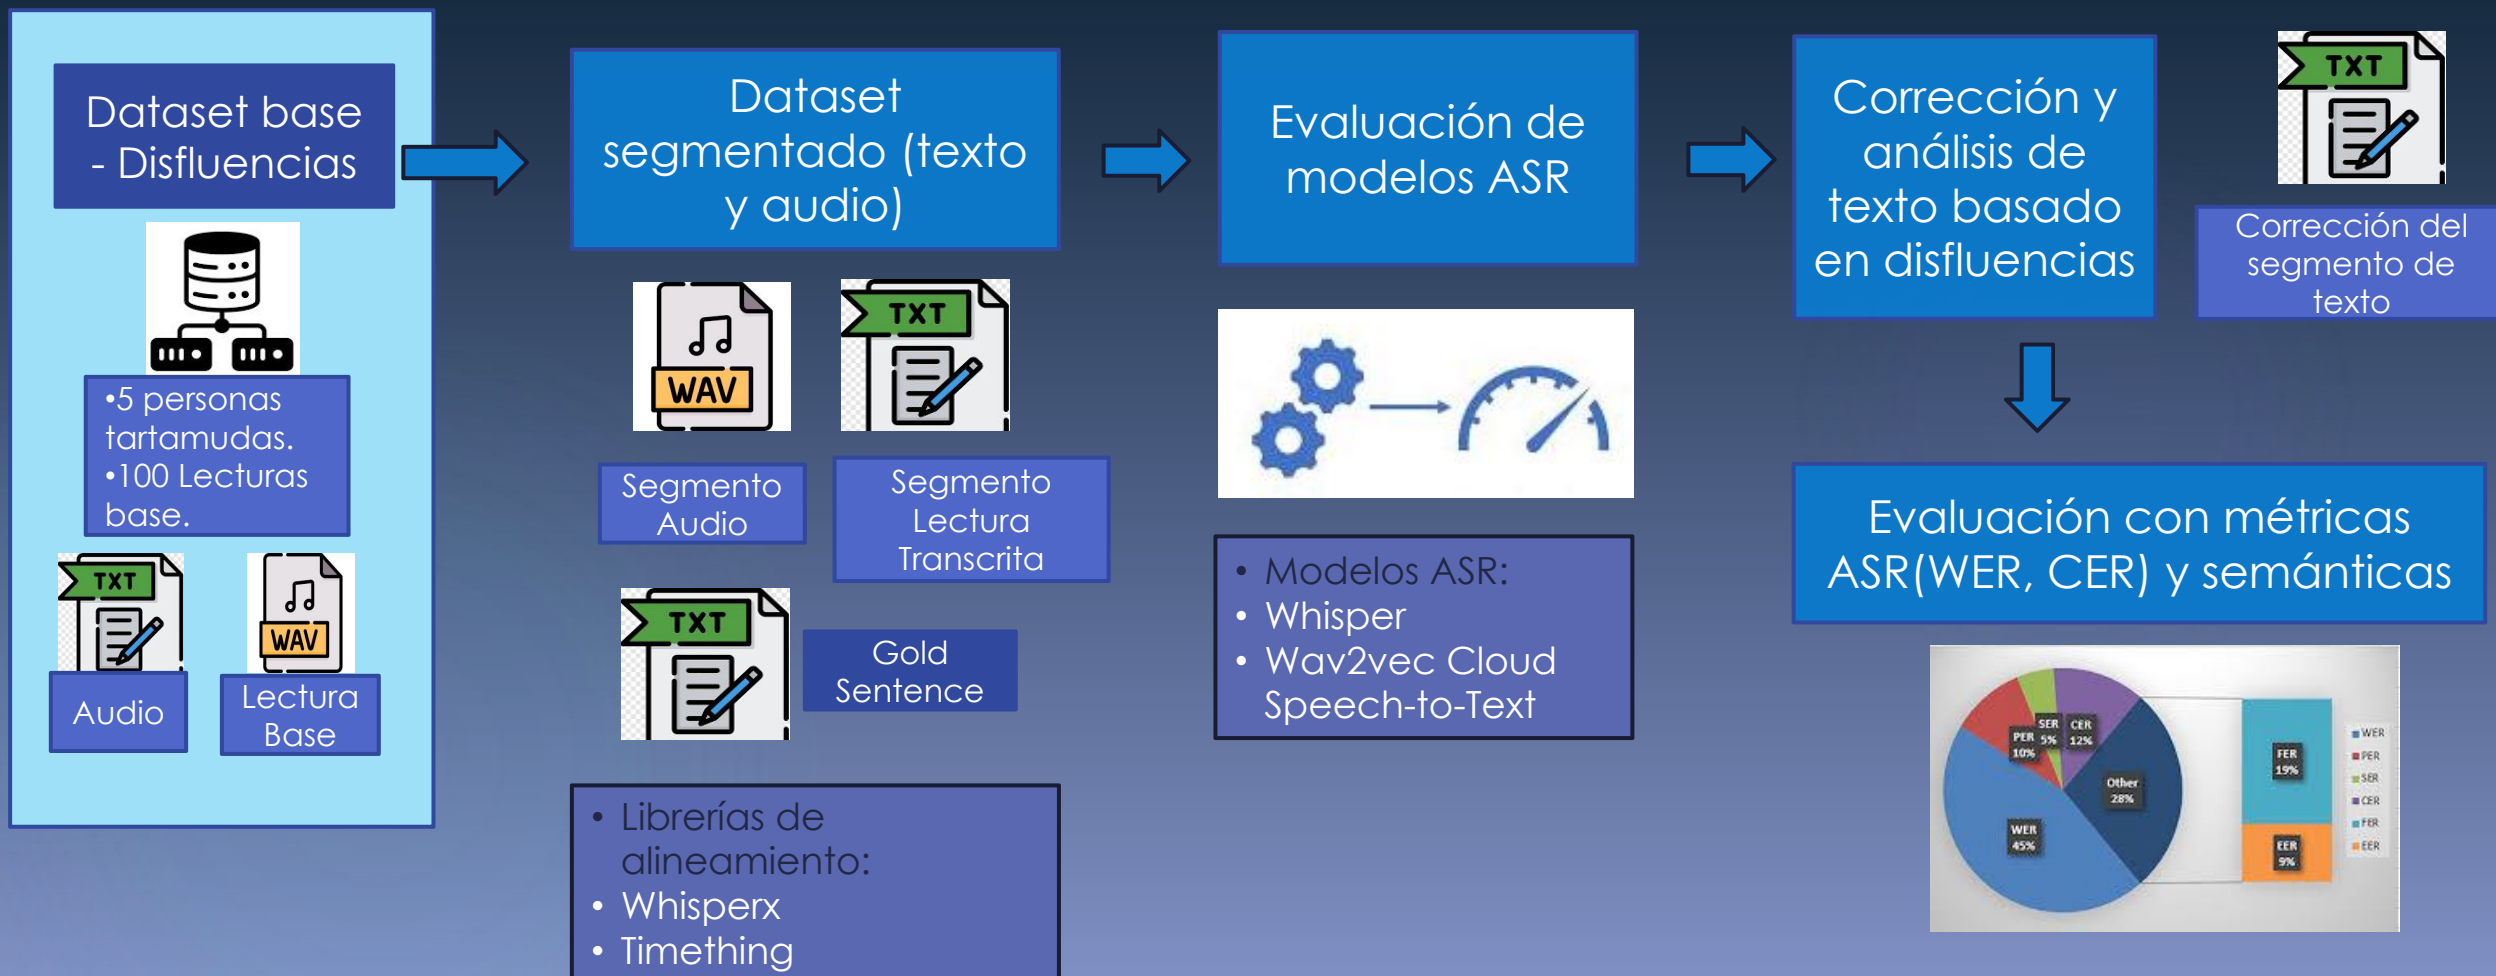 Dataset base
- Disfluencias
•5 personas
tartamudas.
•100 Lecturas
base.
TXT
Audio
WAV
Lectura
Base
Dataset
segmentado (texto
y audio)
WAV
Segmento
Audio
TXT
Segmento
Lectura
Transcrita
TXT
Gold
Sentence
• Librerías de
alineamiento:
• Whisperx
• Timething
Evaluación de
modelos ASR
• Modelos ASR:
• Whisper
• Wav2vec Cloud
Speech-to-Text
Corrección y
análisis de
texto basado
en disfluencias
TXT
Corrección del
segmento de
texto
Evaluación con métricas
ASR(WER, CER) y semánticas
SER
5%
CER
12%
PER
10%
Other
28%
WER
45%
FER
19%
EER
9%
WER
PER
SER
CER
FER
EER